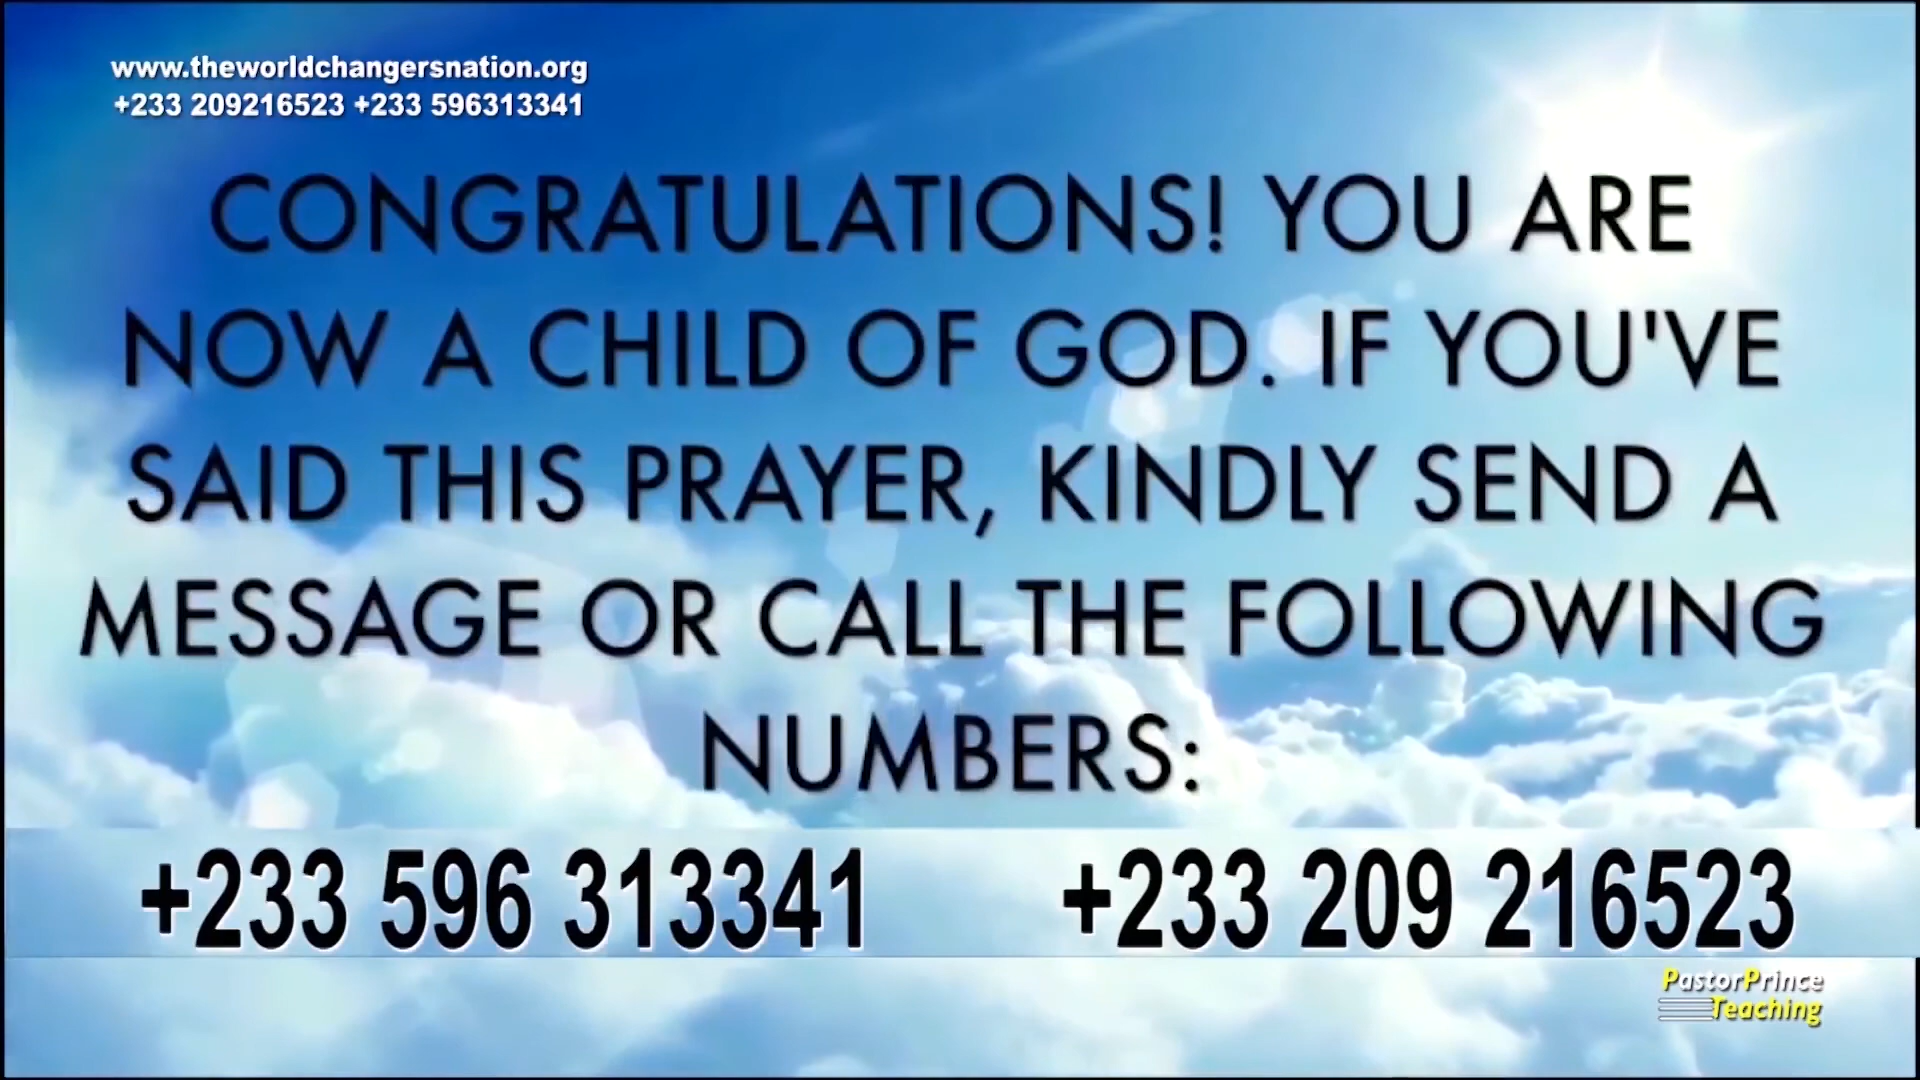 www.theworldchangersnation.org
+233 209216523 +233 596313341
CONGRATULATIONS! YOU ARE
NOW A CHILD OF GOD. IF YOU'VE
SAID THIS PRAYER, KINDLY SEND A
MESSAGE OR CALL THE FOLLOWING
NUMBERS:
+233 596 313341 +233 209 216523
PastorPrince
Teaching